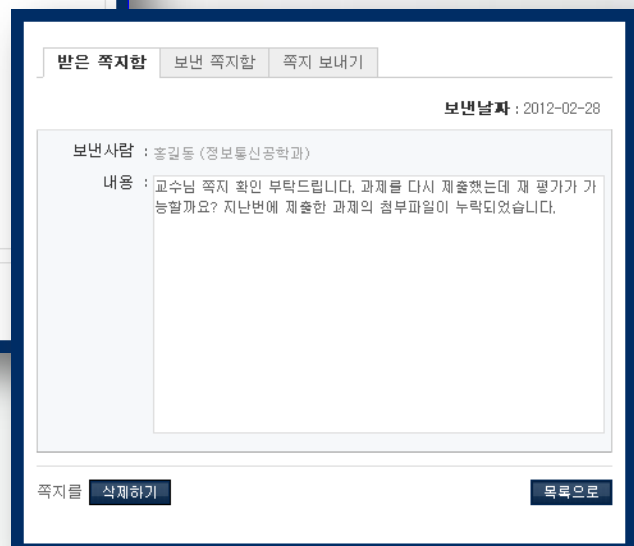 받은 쪽지함 보낸 쪽지함 쪽지 보내기
보낸날짜 : 2012-02-28
보낸사람 : 홍길동 (정보통신공학과)
내용 : 교수님 쪽지 확인 부탁드립니다. 과제를 다시 제출했는데 재 평가가 가
능할까요? 지난번에 제출한 과제의 첨부파일이 누락되었습니다.
쪽지를 삭제하기 목록으로